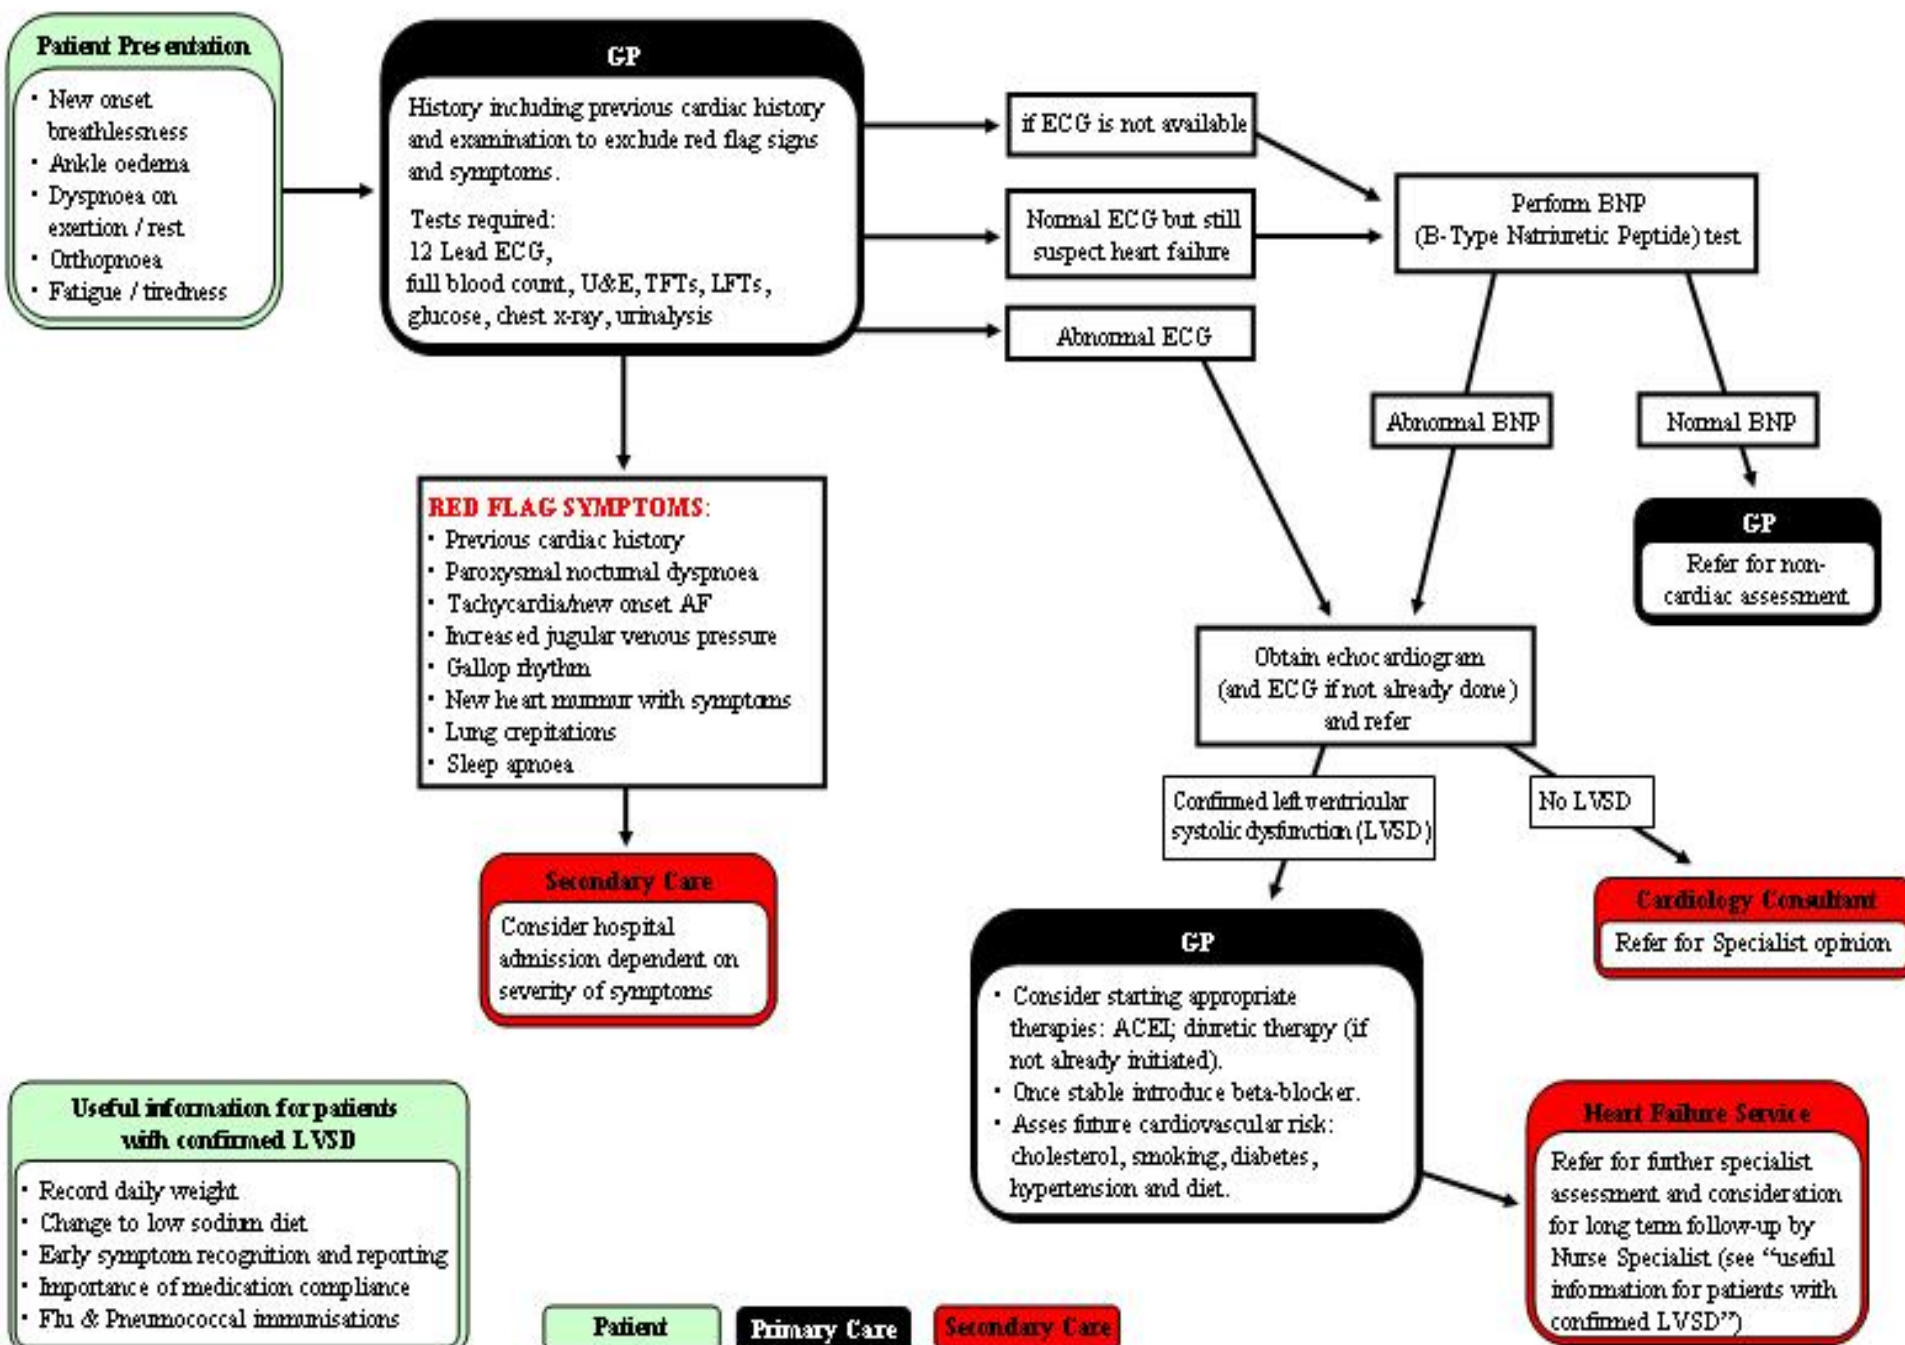 Patient Presentation
• New onset
breathlessness
• Ankle oedema
• Dyspnoea on
exertion / rest
• Orthopnoea
• Fatigue / tiredness
GP
History including previous cardiac history
and examination to exclude red flag signs
and symptoms.
Tests required:
12 Lead ECG,
full blood count, U&E, TFTs, LFTs,
glucose, chest x-ray, urinalysis
if ECG is not available
Normal ECG but still
suspect heart failure
Abnormal ECG
Perform BNP
(B-Type Natriuretic Peptide) test
Abnormal BNP
Normal BNP
GP
Refer for non-
cardiac assessment
RED FLAG SYMPTOMS:
• Previous cardiac history
• Paroxysmal nocturnal dyspnoea
• Tachycardia/new onset AF
• Increased jugular venous pressure
• Gallop rhythm
• New heart murmur with symptoms
• Lung crepitations
• Sleep apnoea
Secondary Care
Consider hospital
admission dependent on
severity of symptoms
Obtain echocardiogram
(and ECG if not already done)
and refer
Confirmed left ventricular
systolic dysfunction (LVSD)
No LVSD
Cardiology Consultant
Refer for Specialist opinion
GP
• Consider starting appropriate
therapies: ACEI; diuretic therapy (if
not already initiated).
• Once stable introduce beta-blocker.
• Asses future cardiovascular risk:
cholesterol, smoking, diabetes,
hypertension and diet.
Heart Failure Service
Refer for further specialist
assessment and consideration
for long term follow-up by
Nurse Specialist (see “useful
information for patients with
confirmed LVSD”)
Useful information for patients
with confirmed LVSD
• Record daily weight
• Change to low sodium diet
• Early symptom recognition and reporting
• Importance of medication compliance
• Flu & Pneumococcal immunisations
Patient
Primary Care
Secondary Care